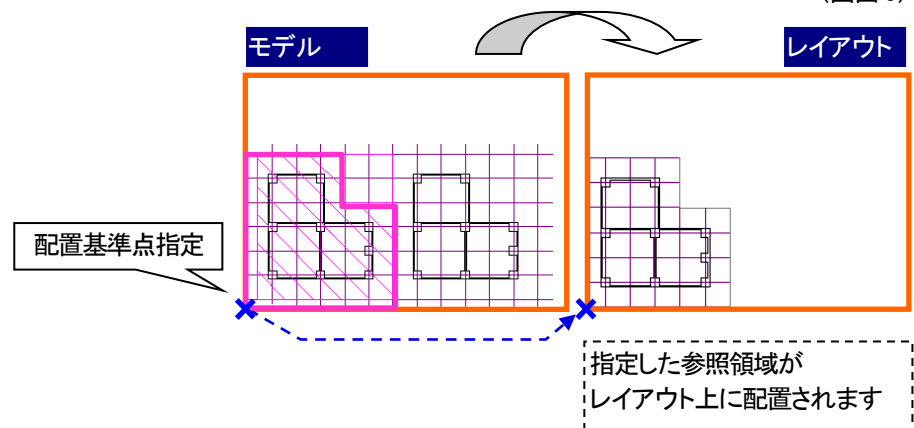 モデル
レイアウト
配置基準点指定
指定した参照領域が
レイアウト上に配置されます